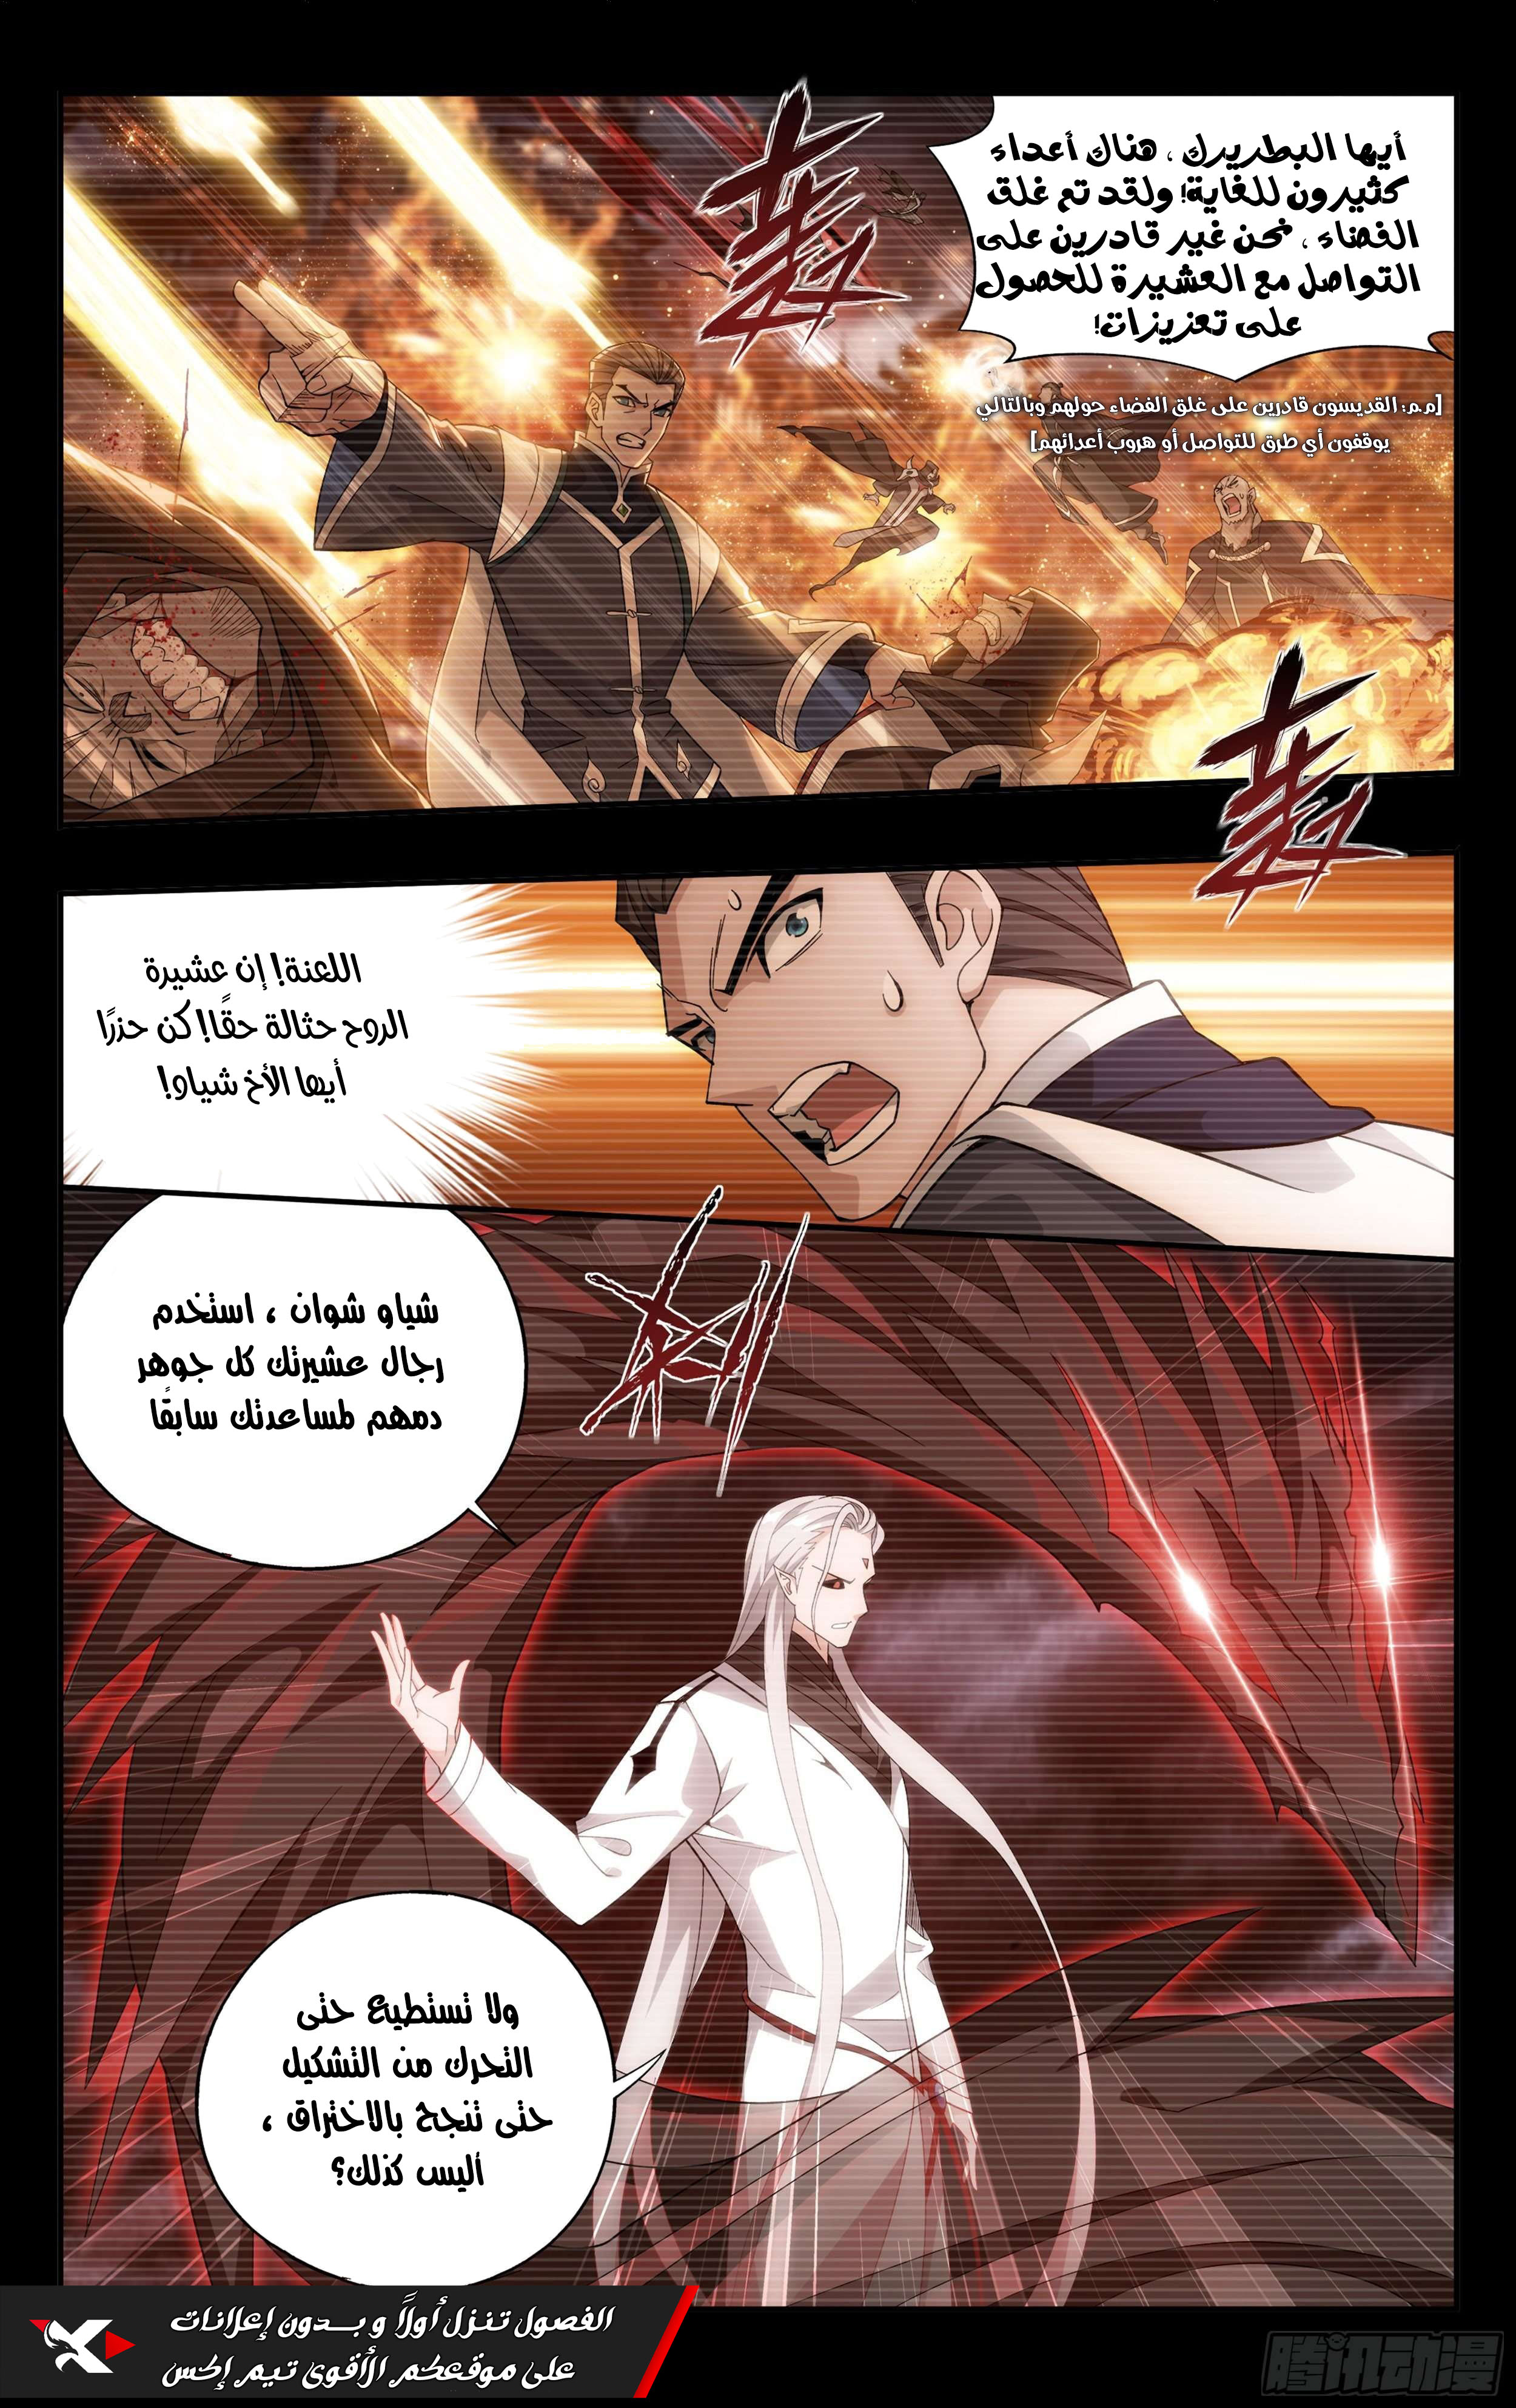 أيها البطريرك ، هناك أعداء
كثيرون للغاية! ولقد تم غلق
الفضاء ، نحن غير قادرين على
التواصل مع العشيرة للحصول
على تعزيزات!
[م.م: القديسون قادرين على غلق الفضاء حولهم وبالتالي
يوقفون أي طرق للتواصل أو هروب أعدائهم]
اللعنة! إن عشيرة
الروح حثالة حقًا! كن حزرًا
أيها الأخ شياو!
شياو شوان ، استخدم
رجال عشيرتك كل جوهر
دمهم لمساعدتك سابقًا
ولا تستطيع حتى
التحرك من التشكيل
حتى تنجح بالاختراق ،
أليس كذلك؟
الفصول تنزل أولاً و بــدون إعلانات
على موقعكم الأقوى تيم إكس
腾讯动漫